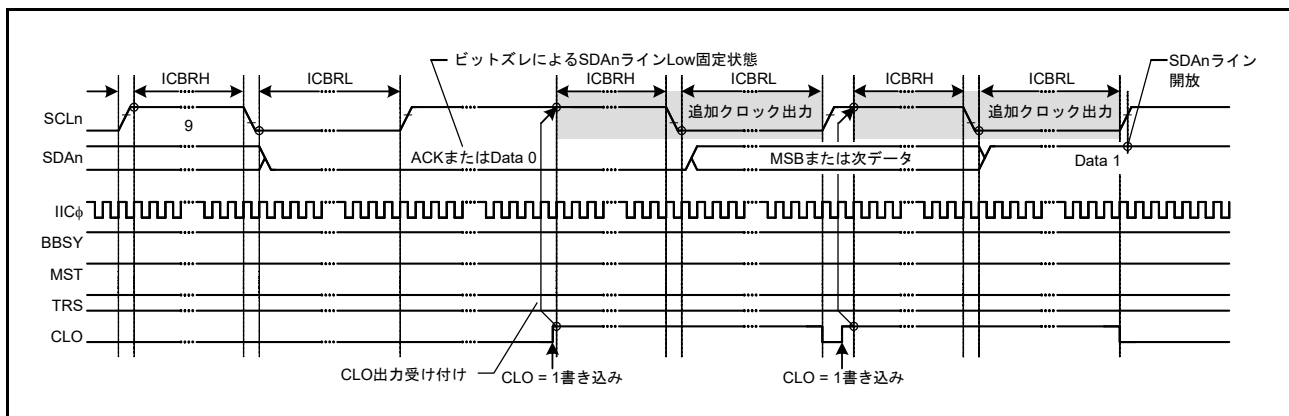 ビットズレによるSDAnラインLow固定状態
SDAnライン
開放
ICBRH
ICBRL
ICBRH
ICBRL
ICBRH
ICBRL
SCLn
9
追加クロック出力
追加クロック出力
SDAn
ACKまたはData 0
MSBまたは次データ
Data 1
IICφ
BBSY
MST
TRS
CLO
CLO出力受け付け
CLO = 1書き込み
CLO = 1書き込み